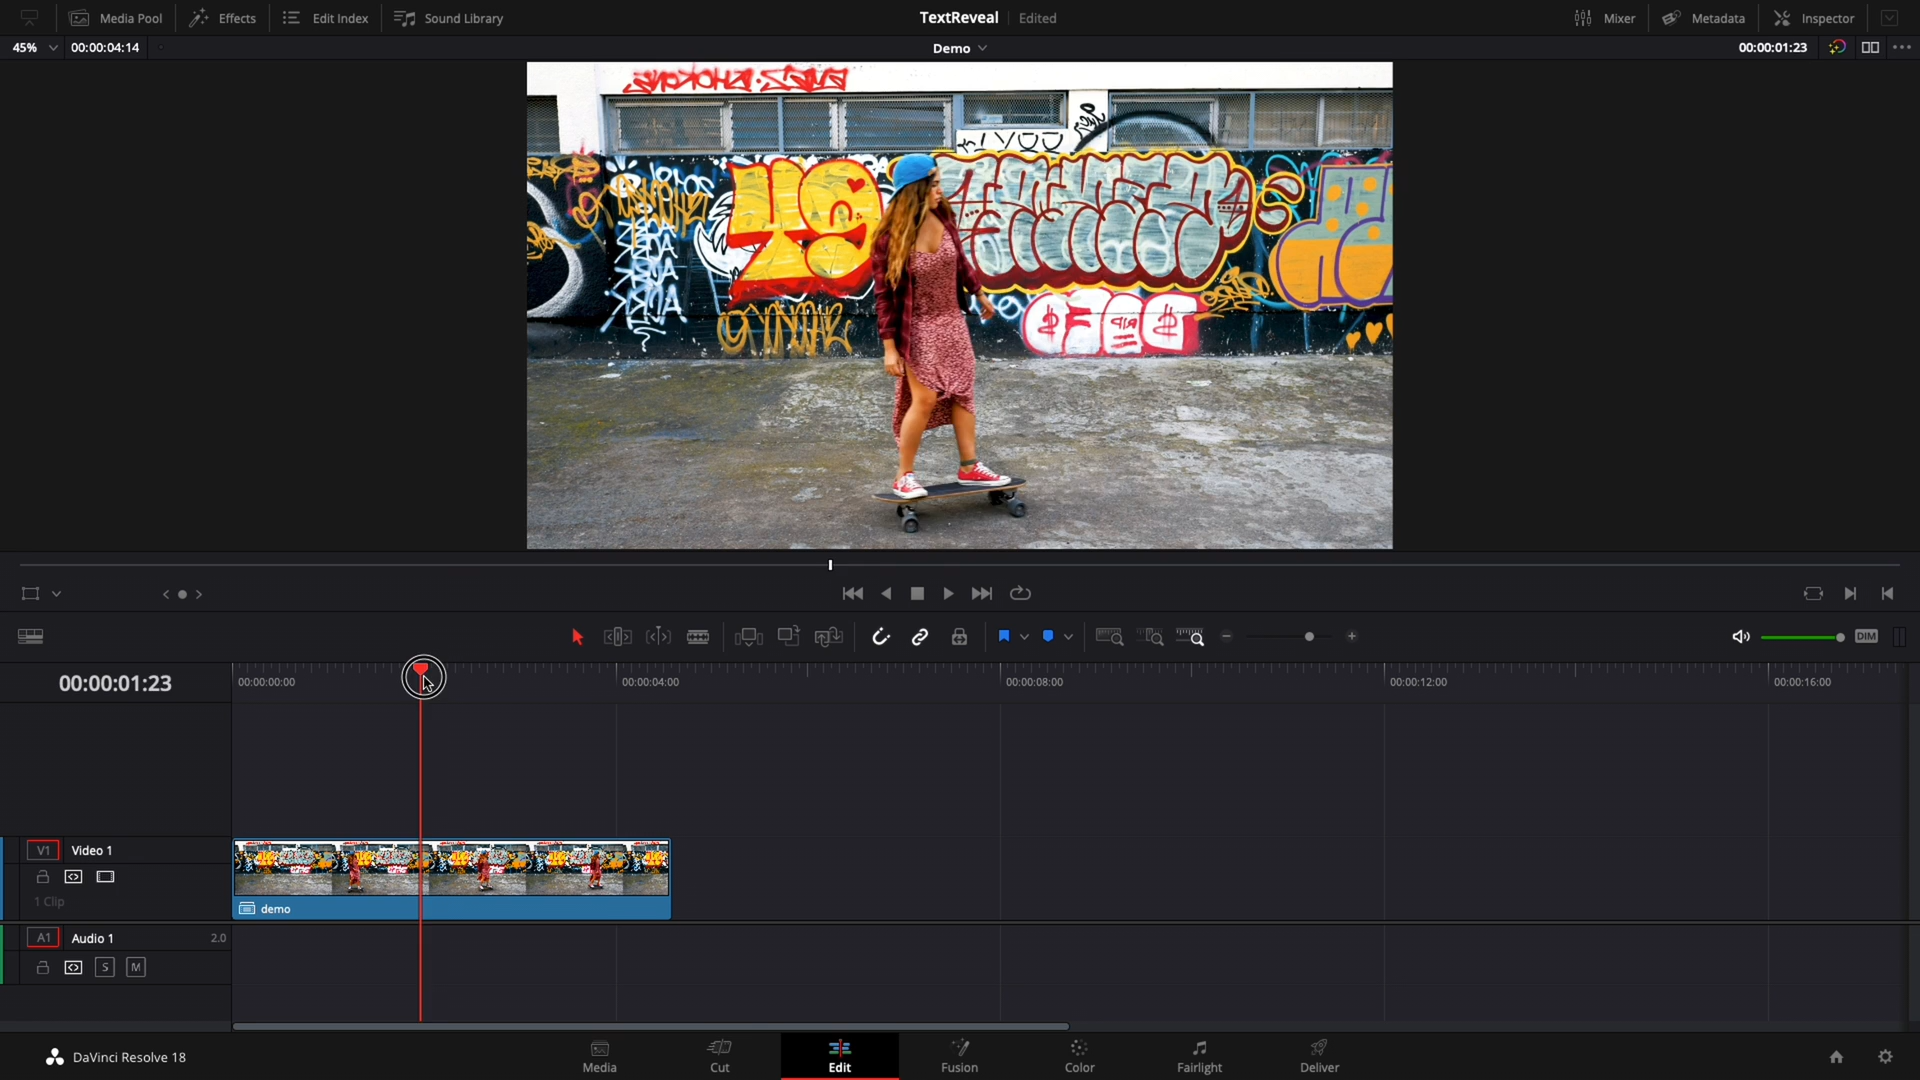 Media Pool Effects Edit Index Sound Library TextReveal Edited Mixer Metadata Inspector
45% 00:00:04:14 Demo 00:00:01:23
DIM
00:00:01:23 00:00:00:00 00:00:04:00 00:00:08:00 00:00:12:00 00:00:16:00
V1 Video 1
1 Clip
demo
A1 Audio 1 2.0
S M
DaVinci Resolve 18 Media Cut Edit Fusion Color Fairlight Deliver